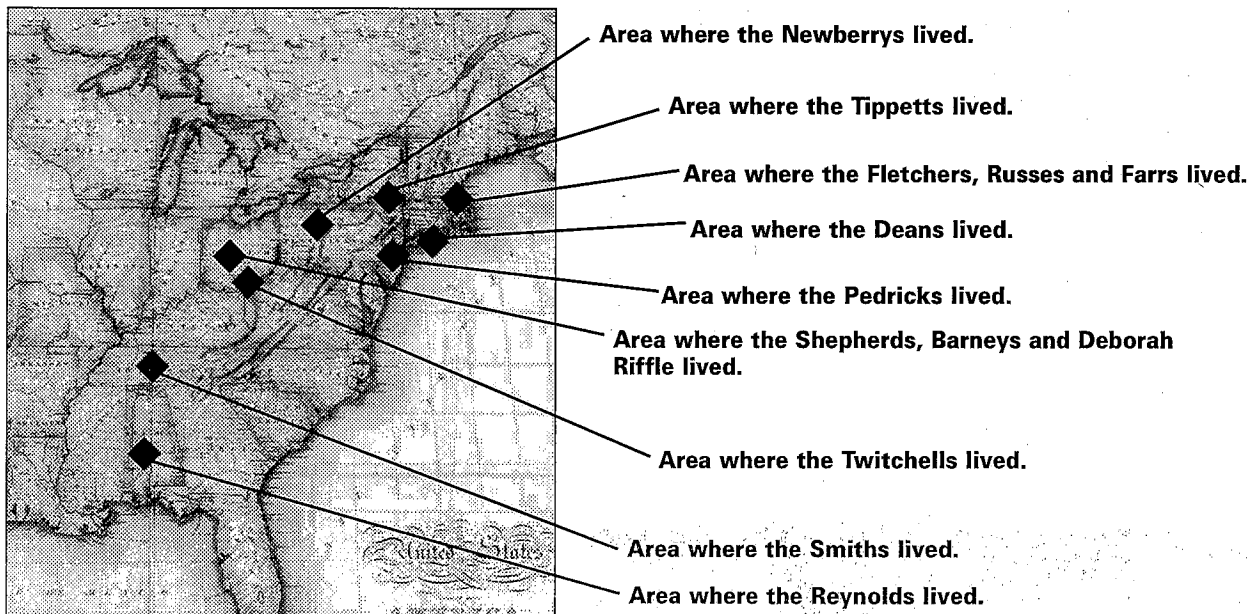 Area where the Newberrys lived.
Area where the Tippetts lived.
Area where the Fletchers, Russes and Farrs lived.
Area where the Deans lived.
Area where the Pedricks lived.
Area where the Shepherds, Barneys and Deborah
Riffle lived.
Area where the Twitchells lived.
United States
Area where the Smiths lived.
Area where the Reynolds lived.